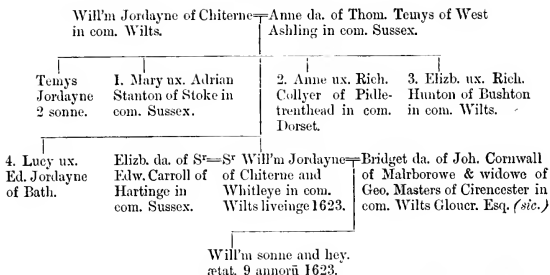 Will'm Jordayne of Chiterne = Anne da. of Thom. Temys of West
in com. Wilts. Ashling in com. Sussex.
Temys
Jordayne
2 sonne.
1. Mary ux. Adrian
Stanton of Stoke in
com. Sussex.
2. Anne ux. Rich.
Collyer of Pidle-
trenthead in com.
Dorset.
3. Elizb. ux. Rich.
Hunton of Bushton
in com. Wilts.
4. Lucy ux.
Ed. Jordayne
of Bath.
Elizb. da. of Sr
Edw. Carroll of
Hartinge in
com. Sussex.
= Sr Will'm Jordayne =
of Chiterne and
Whitleye in com.
Wilts liveinge 1623.
Bridget da. of Joh. Cornwall
of Malrborowe & widowe of
Geo. Masters of Cirencester in
com. Wilts Gloucr. Esq. (sic.)
Will'm sonne and hey.
ætat. 9 annorū 1623.